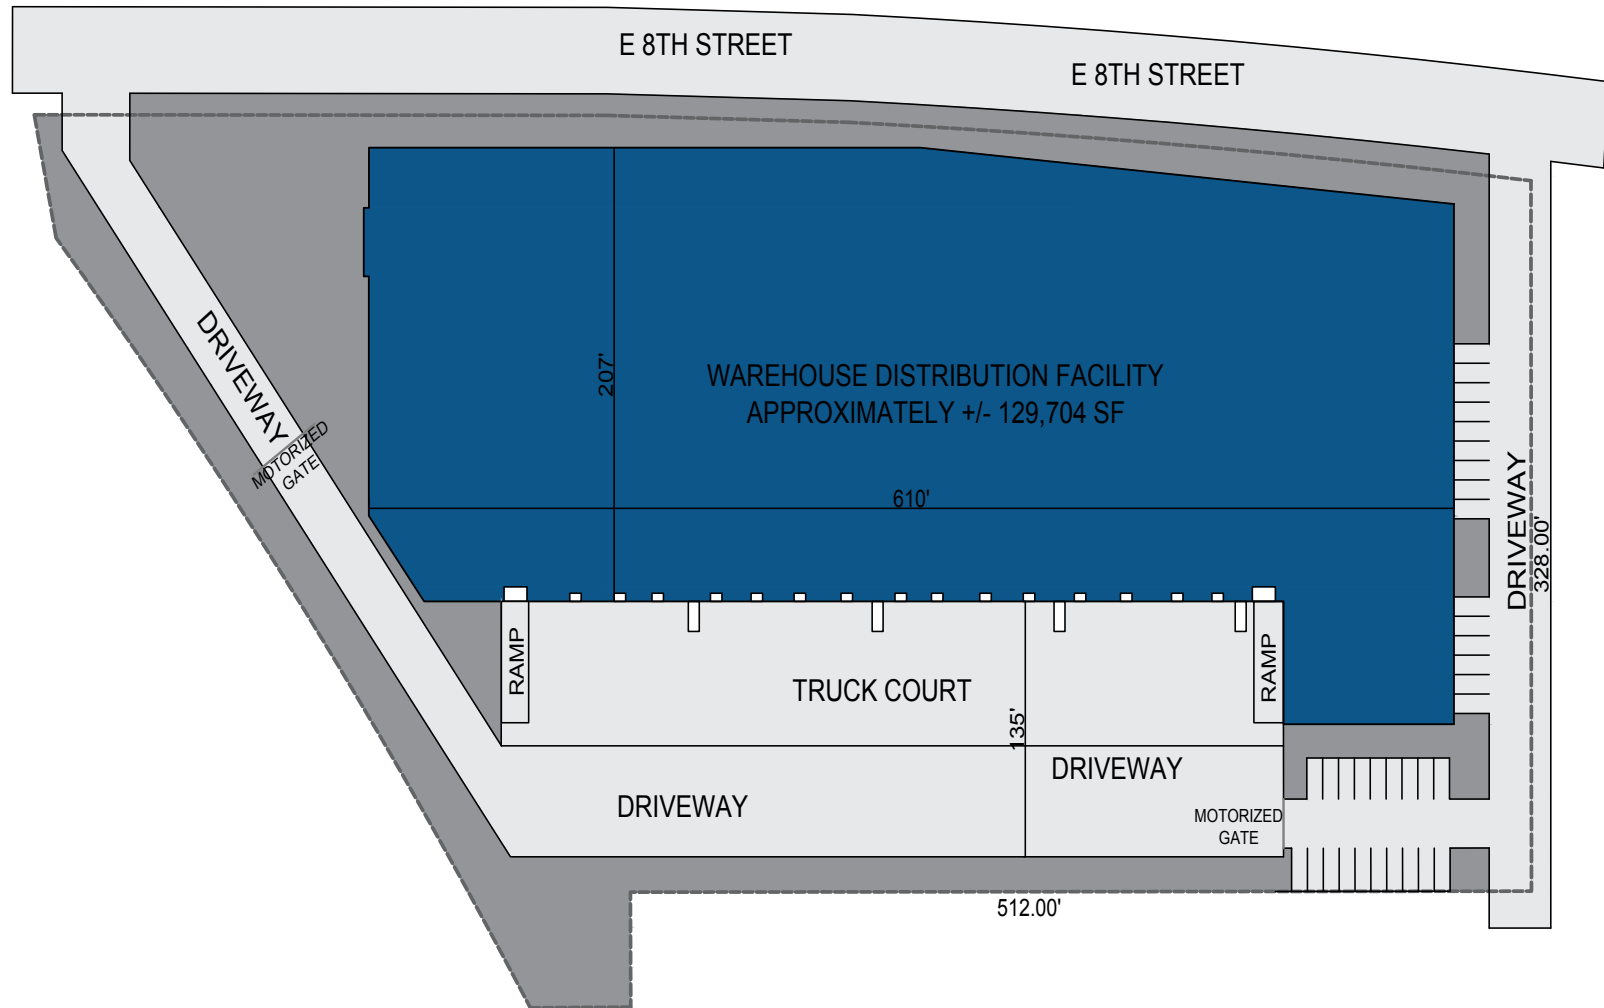 E 8TH STREET
E 8TH STREET
DRIVEWAY
MOTORIZED
GATE
207'
WAREHOUSE DISTRIBUTION FACILITY
APPROXIMATELY +/- 129,704 SF
610'
DRIVEWAY
328.00'
RAMP
TRUCK COURT
RAMP
135'
DRIVEWAY
DRIVEWAY
MOTORIZED
GATE
512.00'